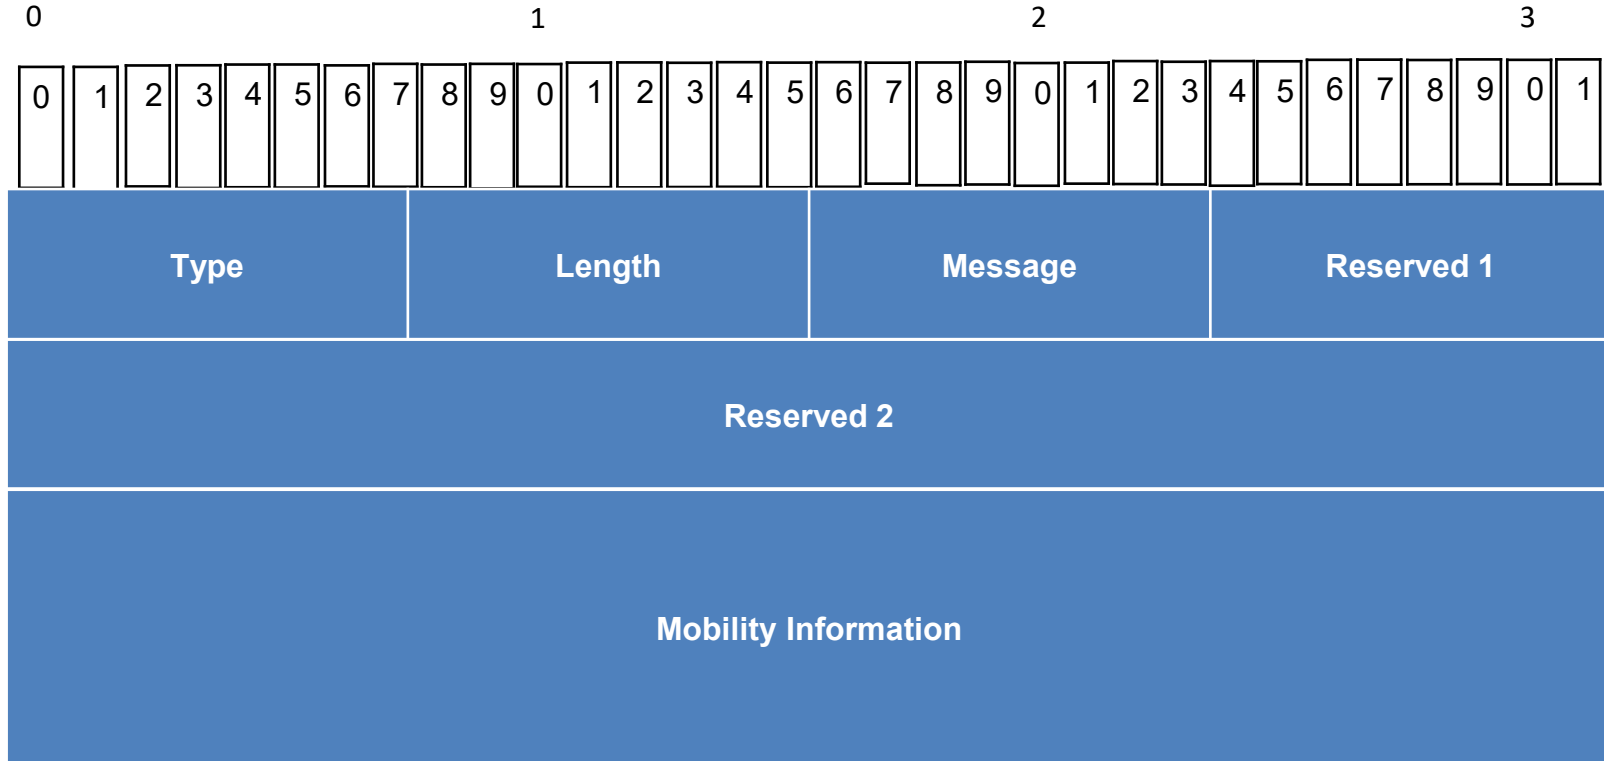 0 1 2 3
0 1 2 3 4 5 6 7 8 9 0 1 2 3 4 5 6 7 8 9 0 1 2 3 4 5 6 7 8 9 0 1
Type Length Message Reserved 1
Reserved 2
Mobility Information